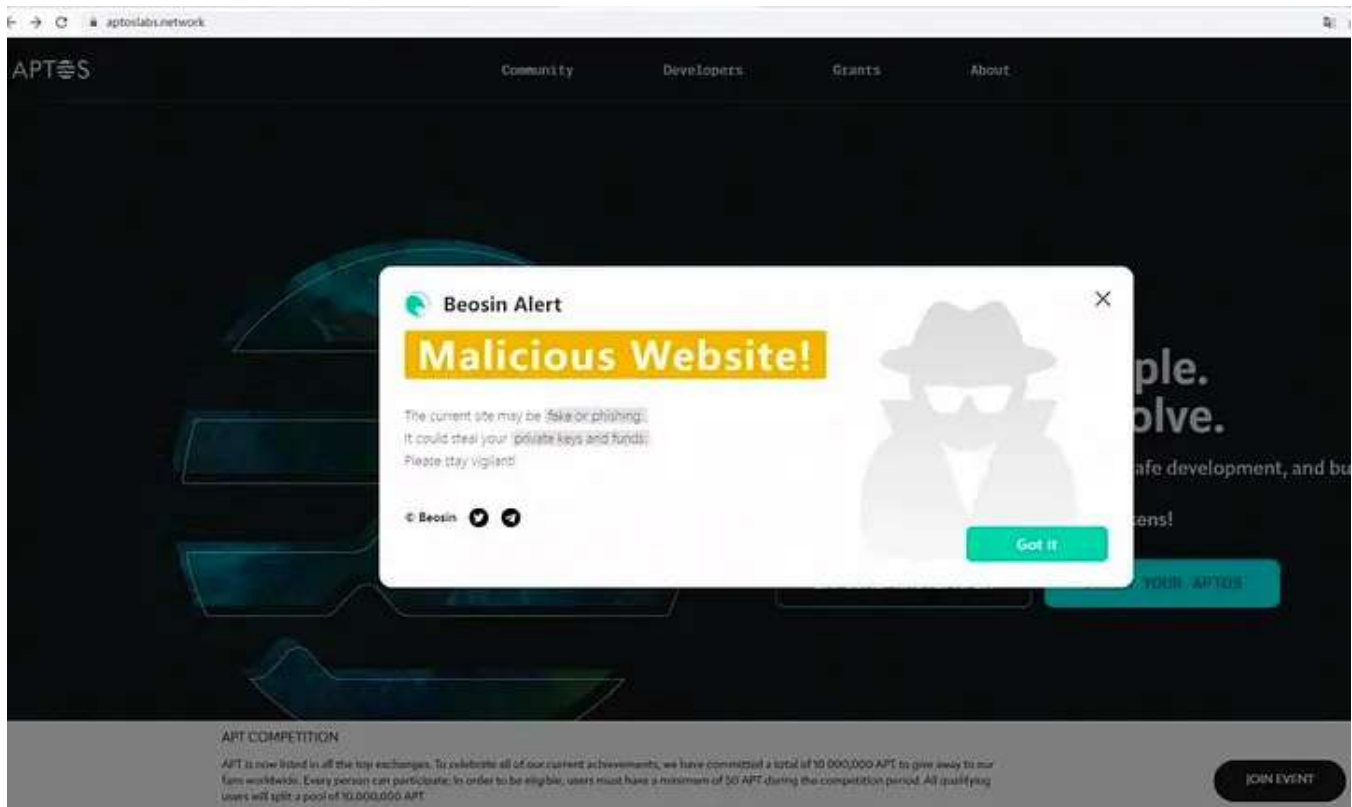 aptoslabs.network
APTOS
Community Developers Grants About
Beosin Alert
Malicious Website!
The current site may be fake or phishing.
It could steal your private keys and funds.
Please stay vigilant!
© Beosin
Got it
ple.
olve.
afe development, and bu
kens!
YOUR APTOS
APT COMPETITION
APT is now listed in all the top exchanges. To celebrate all of our current achievements, we have committed a total of 10 000,000 APT to give away to our
fans worldwide. Every person can participate. In order to be eligible, users must have a minimum of 50 APT during the competition period. All qualifying
users will split a pool of 10.000,000 APT
JOIN EVENT